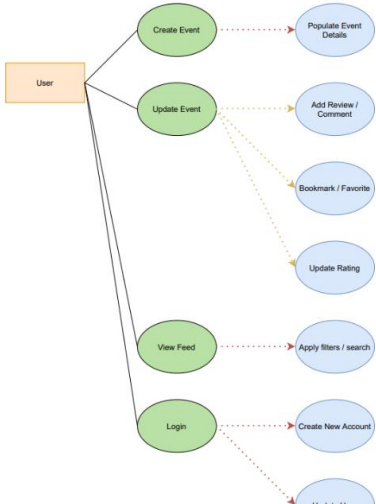 Create Event
Populate Event
Details
User
Update Event
Add Review /
Comment
Bookmark / Favorite
Update Rating
View Feed
Apply filters / search
Login
Create New Account